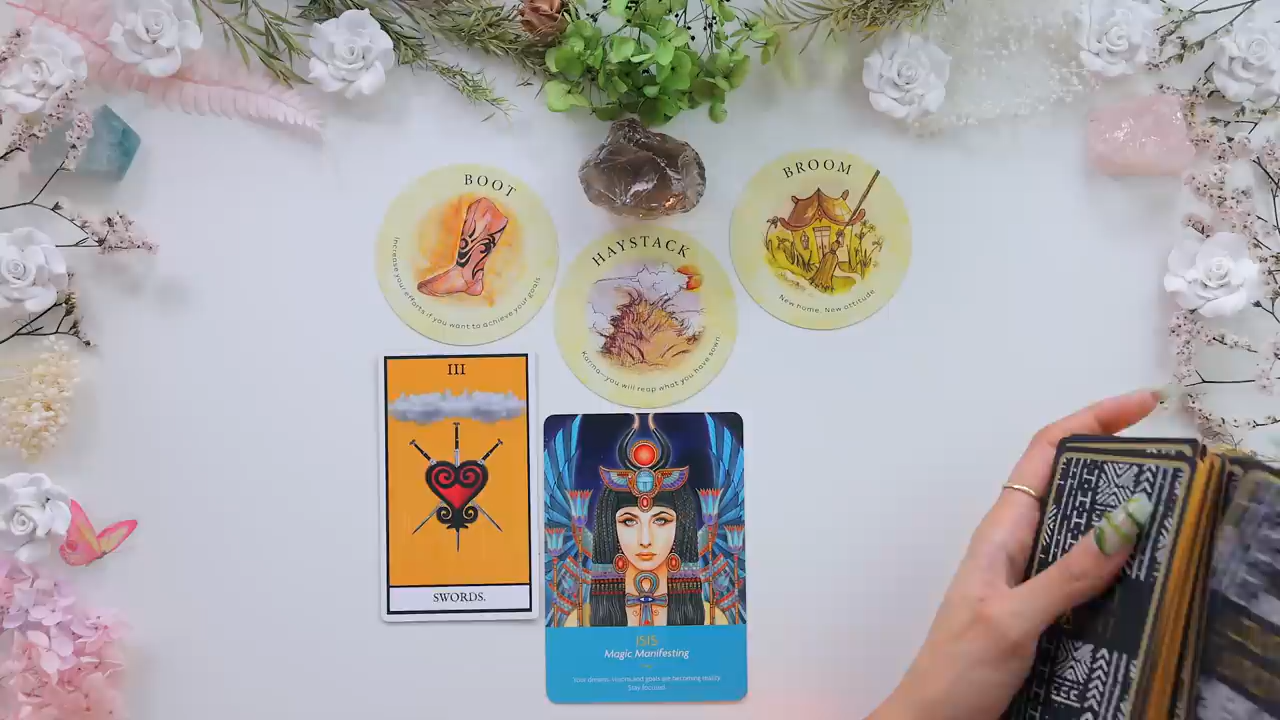 BOOT
Increase your efforts if you want to achieve your goals
HAYSTACK
Karma—you will reap what you have sown
BROOM
New home. New attitude
III
SWORDS.
ISIS
Magic Manifesting
Your dreams, visions and goals are becoming reality.
Stay focused.